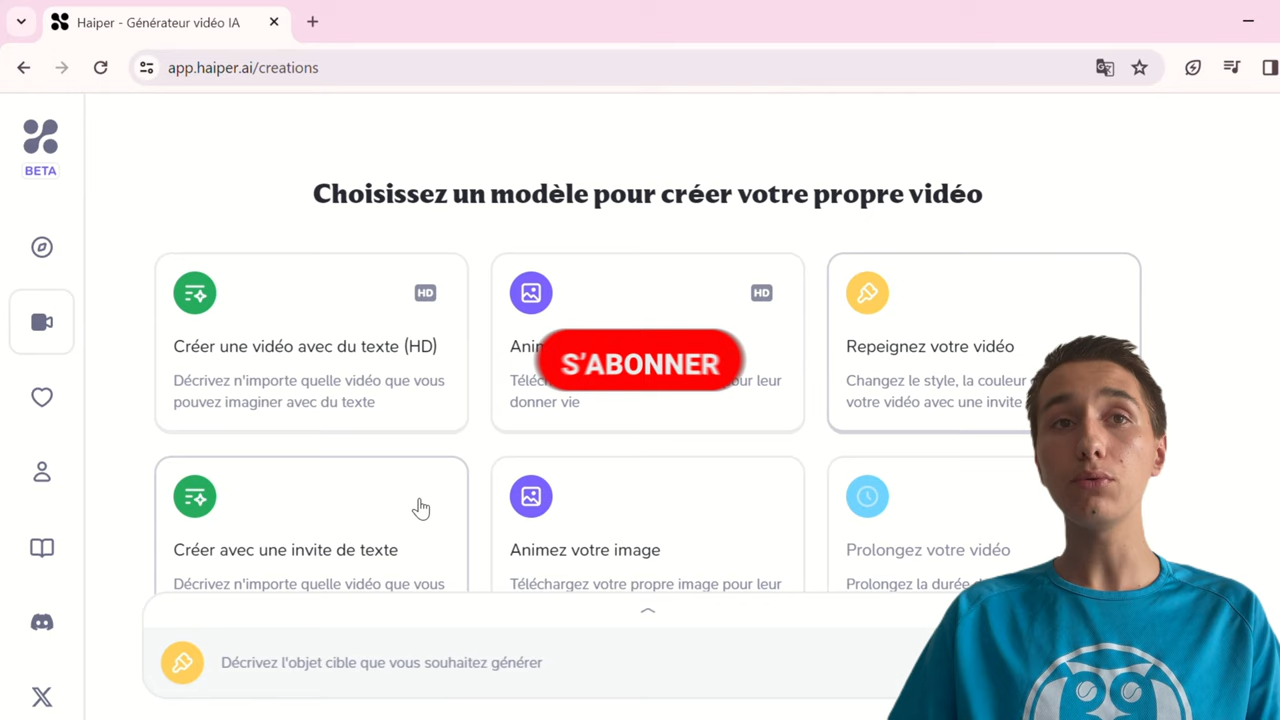 Haiper - Générateur vidéo IA
app.haiper.ai/creations
BETA
Choisissez un modèle pour créer votre propre vidéo
HD
HD
Créer une vidéo avec du texte (HD)
Décrivez n'importe quelle vidéo que vous
pouvez imaginer avec du texte
S'ABONNER
donner vie
Repeignez votre vidéo
Changez le style, la couleur
votre vidéo avec une invite
Créer avec une invite de texte
Décrivez n'importe quelle vidéo que vous
Animez votre image
Téléchargez votre propre image pour leur
Prolongez votre vidéo
Prolongez la durée
Décrivez l'objet cible que vous souhaitez générer